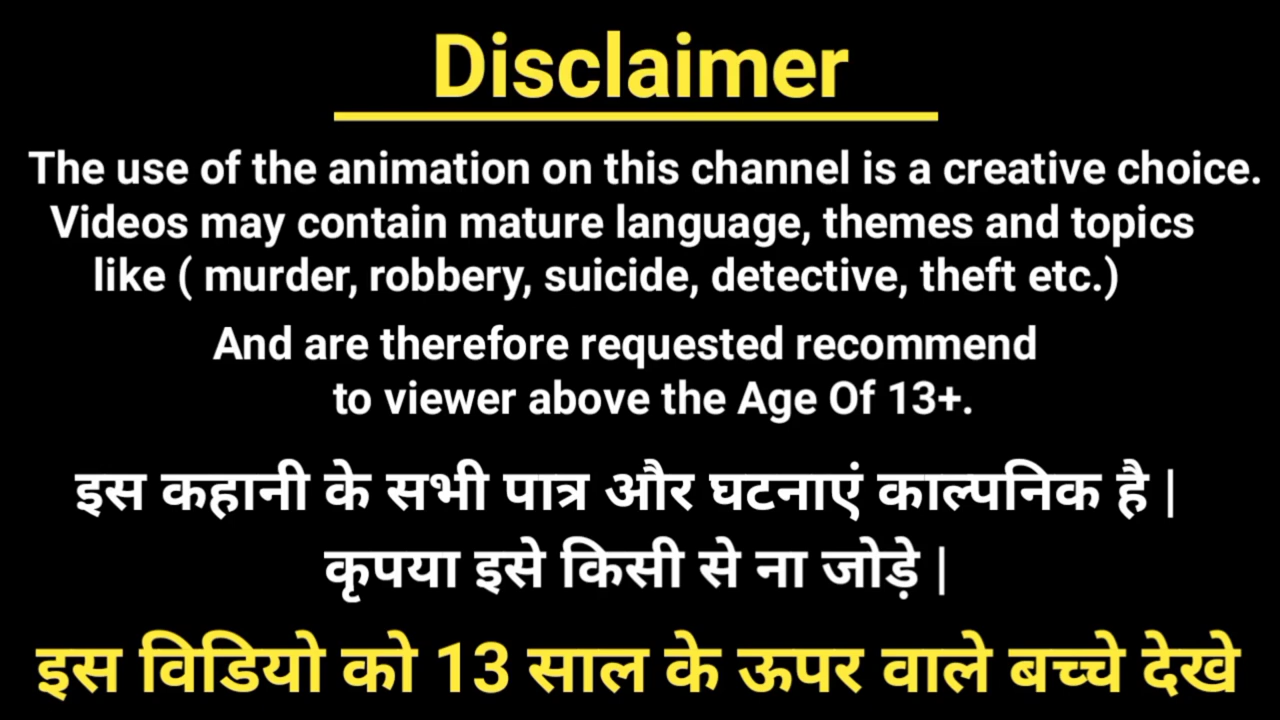 Disclaimer
The use of the animation on this channel is a creative choice.
Videos may contain mature language, themes and topics
like ( murder, robbery, suicide, detective, theft etc.)
And are therefore requested recommend
to viewer above the Age Of 13+.
इस कहानी के सभी पात्र और घटनाएं काल्पनिक है |
कृपया इसे किसी से ना जोड़े |
इस विडियो को 13 साल के ऊपर वाले बच्चे देखे